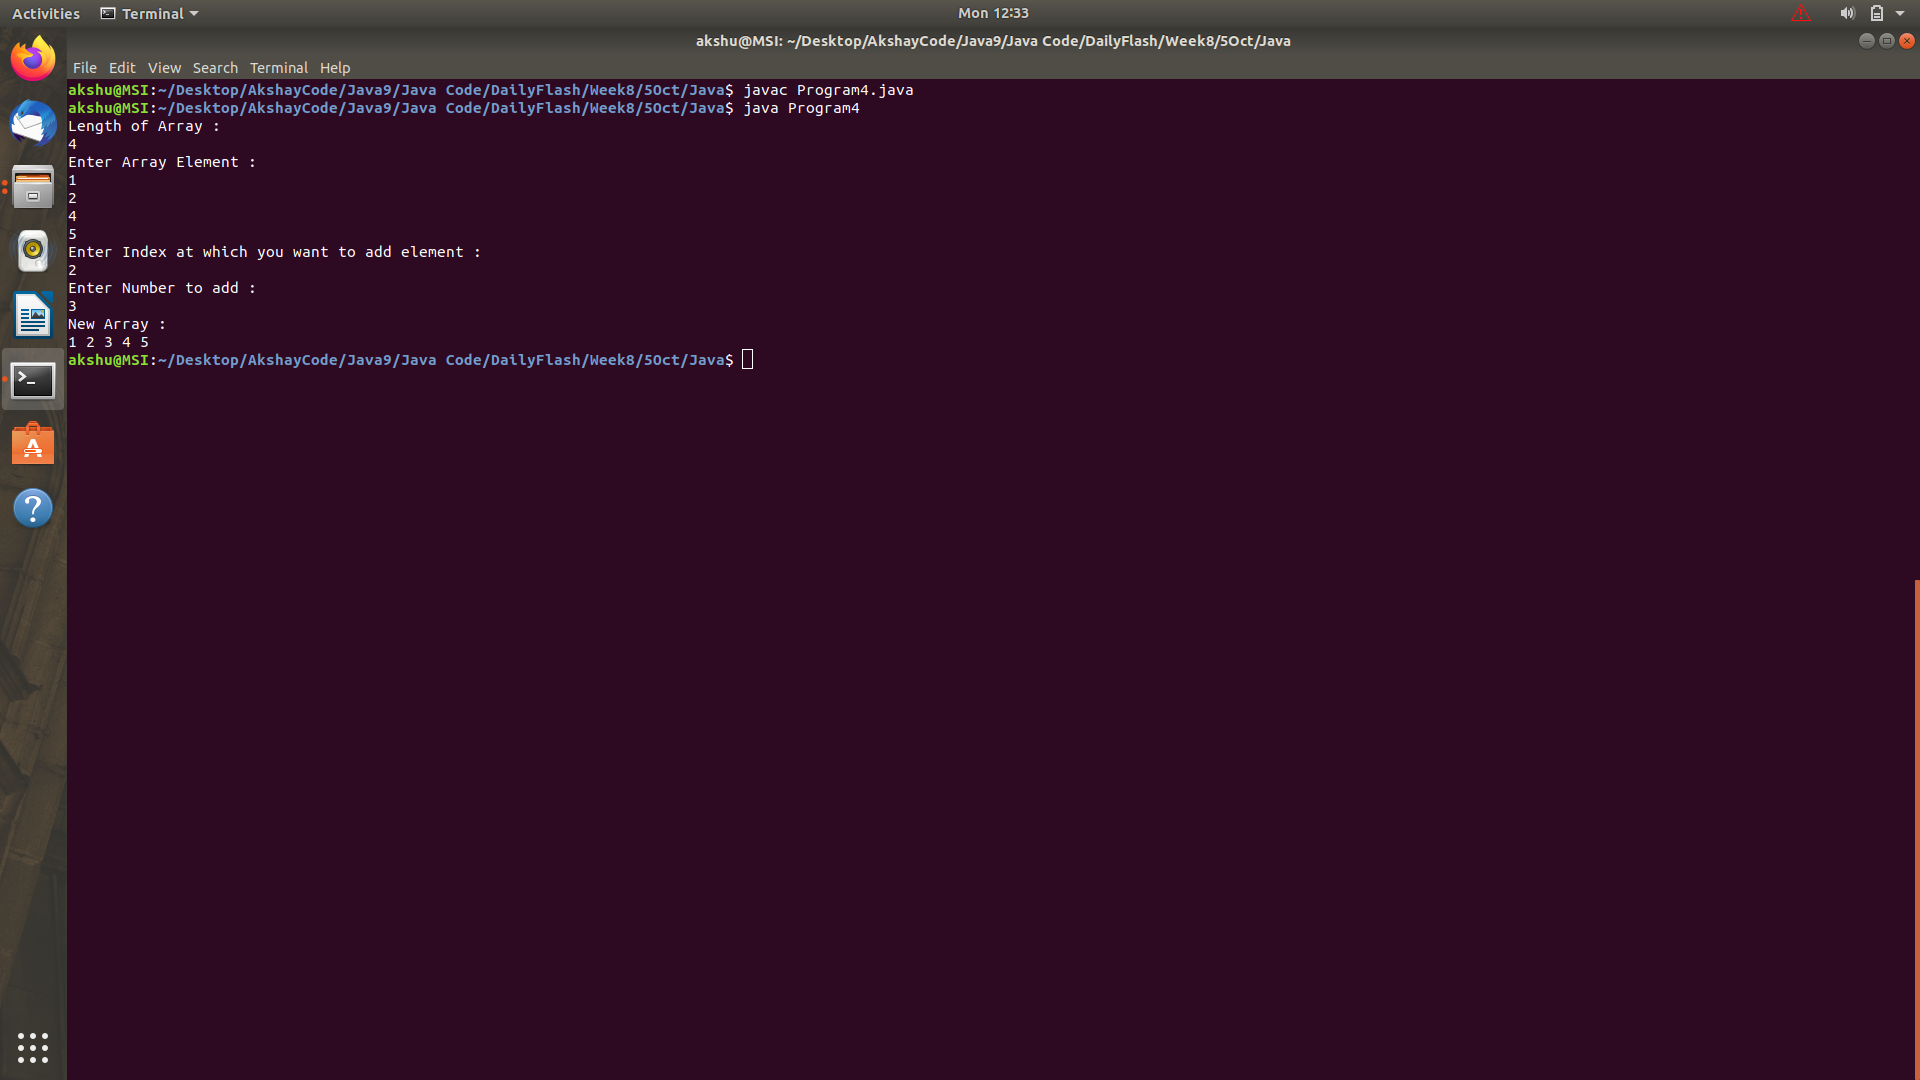 Activities Terminal Mon 12:33
akshu@MSI: ~/Desktop/AkshayCode/Java9/Java Code/DailyFlash/Week8/5Oct/Java
File Edit View Search Terminal Help
akshu@MSI:~/Desktop/AkshayCode/Java9/Java Code/DailyFlash/Week8/5Oct/Java$ javac Program4.java
akshu@MSI:~/Desktop/AkshayCode/Java9/Java Code/DailyFlash/Week8/5Oct/Java$ java Program4
Length of Array :
4
Enter Array Element :
1
2
4
5
Enter Index at which you want to add element :
2
Enter Number to add :
3
New Array :
1 2 3 4 5
akshu@MSI:~/Desktop/AkshayCode/Java9/Java Code/DailyFlash/Week8/5Oct/Java$